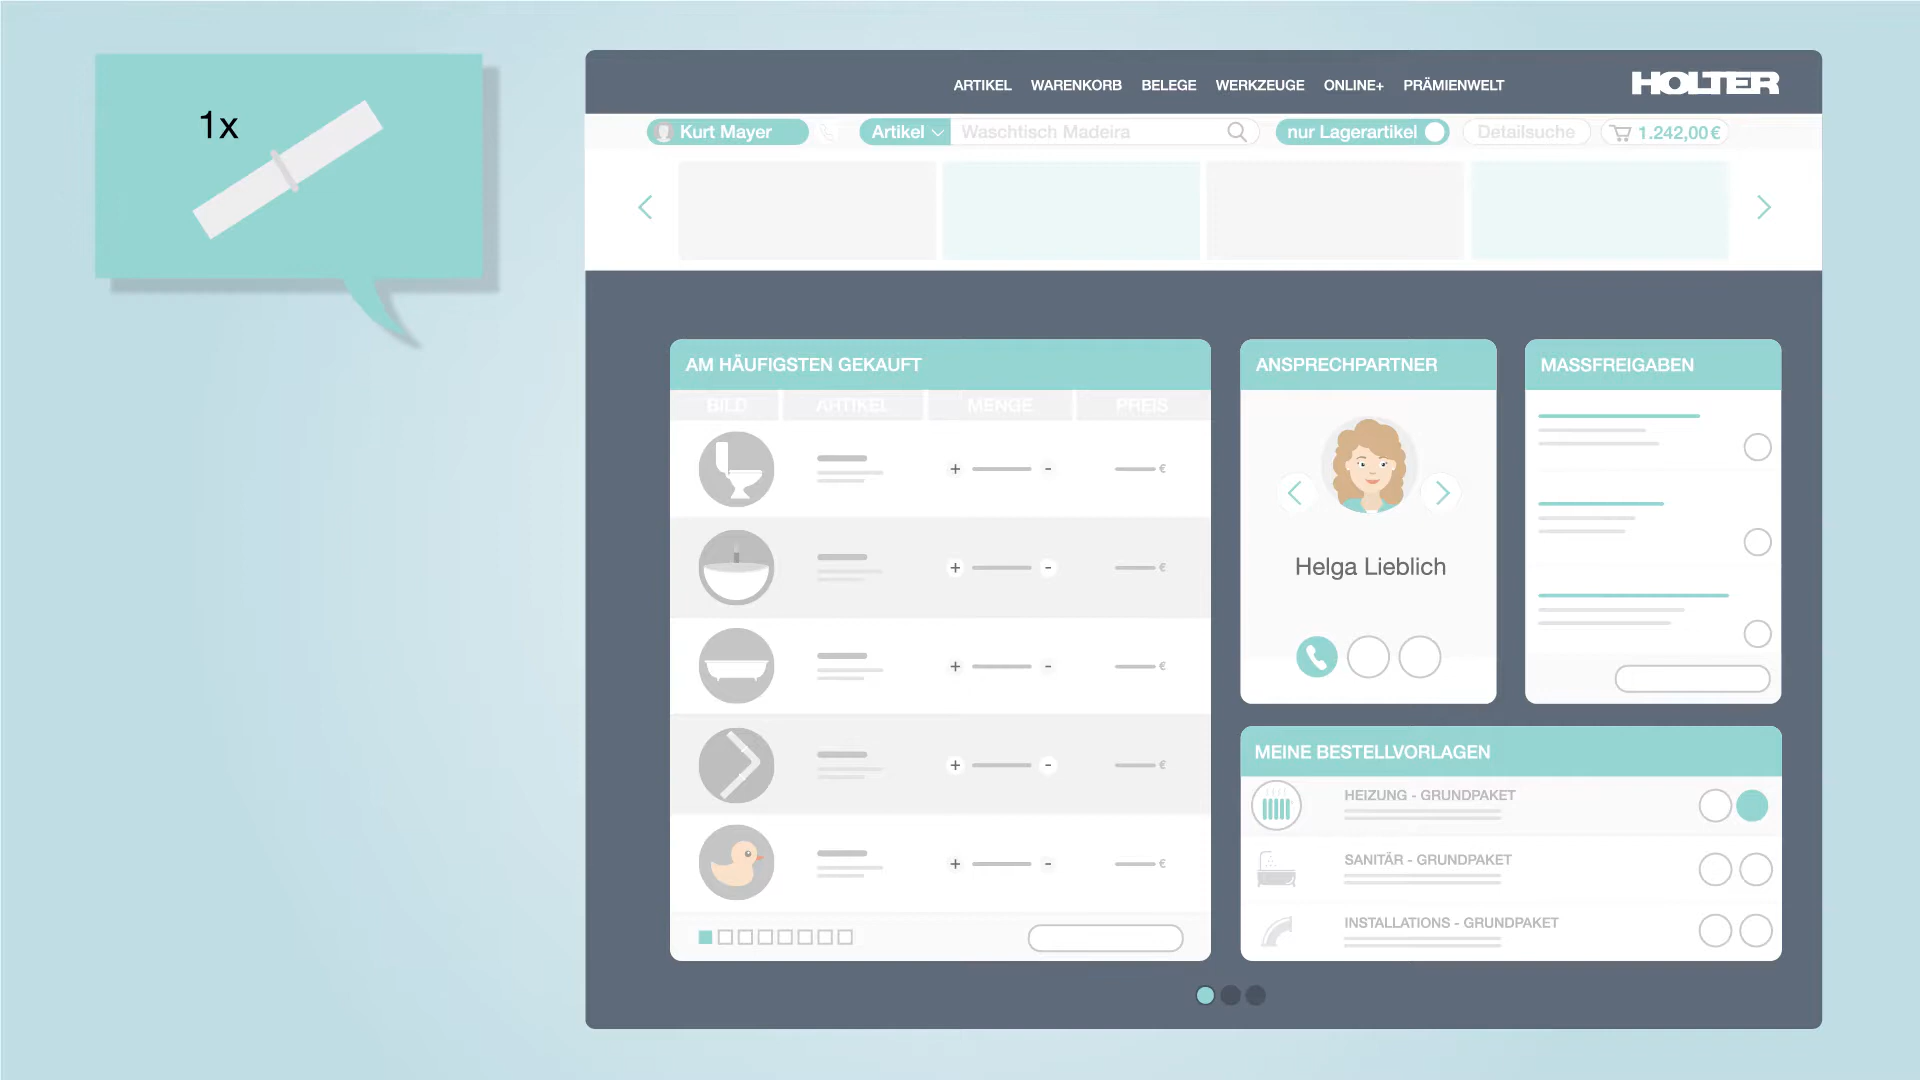 1x
ARTIKEL WARENKORB BELEGE WERKZEUGE ONLINE+ PRÄMIENWELT
HOLTER
Kurt Mayer
Artikel Waschtisch Madeira
nur Lagerartikel
Detailsuche
1.242,00 €
AM HÄUFIGSTEN GEKAUFT
BILD ARTIKEL MENGE PREIS
+ - €
+ - €
+ - €
+ - €
+ - €
ANSPRECHPARTNER
Helga Lieblich
MASSFREIGABEN
MEINE BESTELLVORLAGEN
HEIZUNG - GRUNDPAKET
SANITÄR - GRUNDPAKET
INSTALLATIONS - GRUNDPAKET